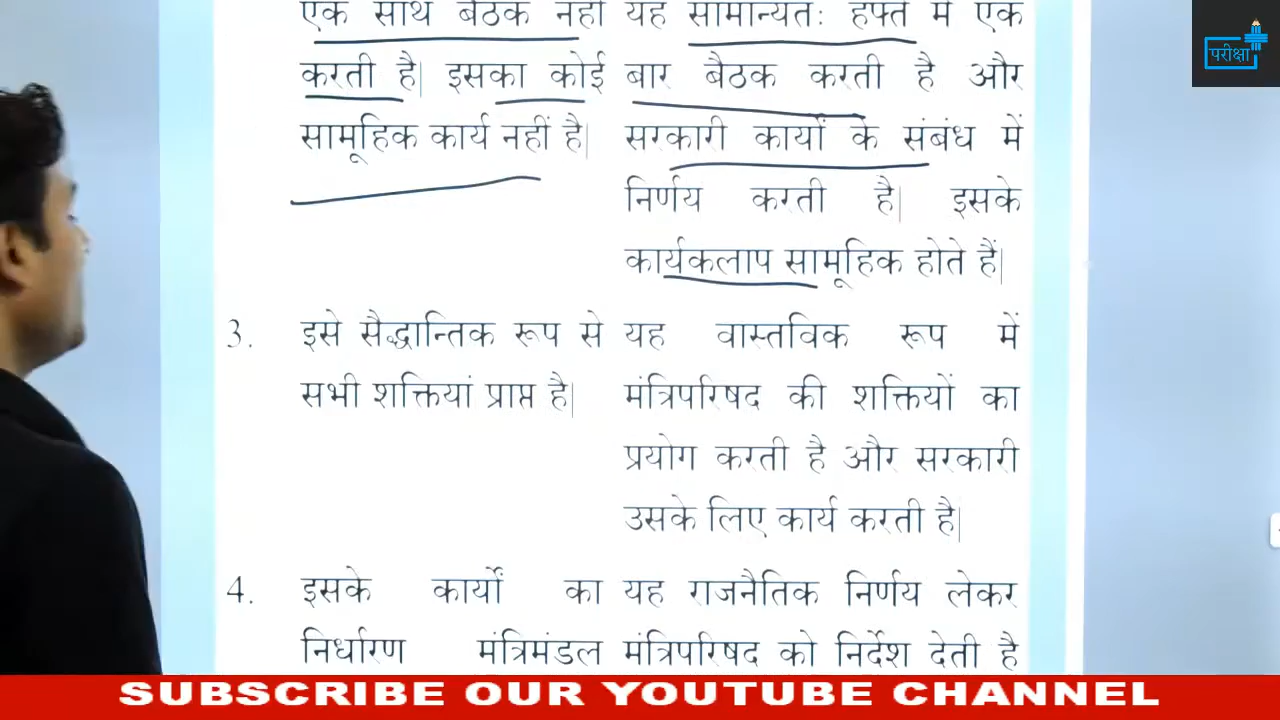 परीक्षा
एक साथ बैठक नहीं
करती है| इसका कोई
सामूहिक कार्य नहीं है|
यह सामान्यतः हफ्ते में एक
बार बैठक करती है और
सरकारी कार्यों के संबंध में
निर्णय करती है| इसके
कार्यकलाप सामूहिक होते हैं|
3.
इसे सैद्धान्तिक रूप से
सभी शक्तियां प्राप्त है|
यह वास्तविक रूप में
मंत्रिपरिषद की शक्तियों का
प्रयोग करती है और सरकारी
उसके लिए कार्य करती है|
4.
इसके कार्यों का
निर्धारण मंत्रिमंडल
यह राजनैतिक निर्णय लेकर
मंत्रिपरिषद को निर्देश देती है
SUBSCRIBE OUR YOUTUBE CHANNEL